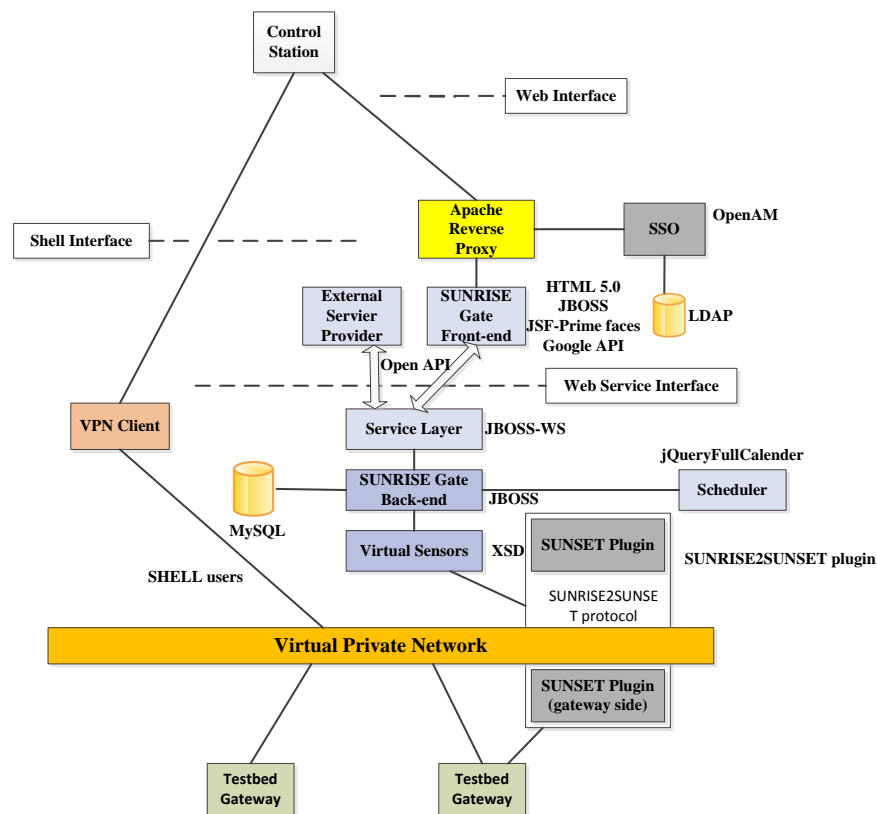 Control
Station
Web Interface
Apache
Reverse
Proxy
SSO
OpenAM
Shell Interface
External
Servier
Provider
SUNRISE
Gate
Front-end
HTML 5.0
JBOSS
JSF-Prime faces
Google API
LDAP
Open API
Web Service Interface
VPN Client
Service Layer
JBOSS-WS
jQueryFullCalender
SUNRISE Gate
Back-end
JBOSS
Scheduler
MySQL
Virtual Sensors
XSD
SUNSET Plugin
SUNRISE2SUNSET plugin
SHELL users
SUNRISE2SUNSE
T protocol
Virtual Private Network
SUNSET Plugin
(gateway side)
Testbed
Gateway
Testbed
Gateway